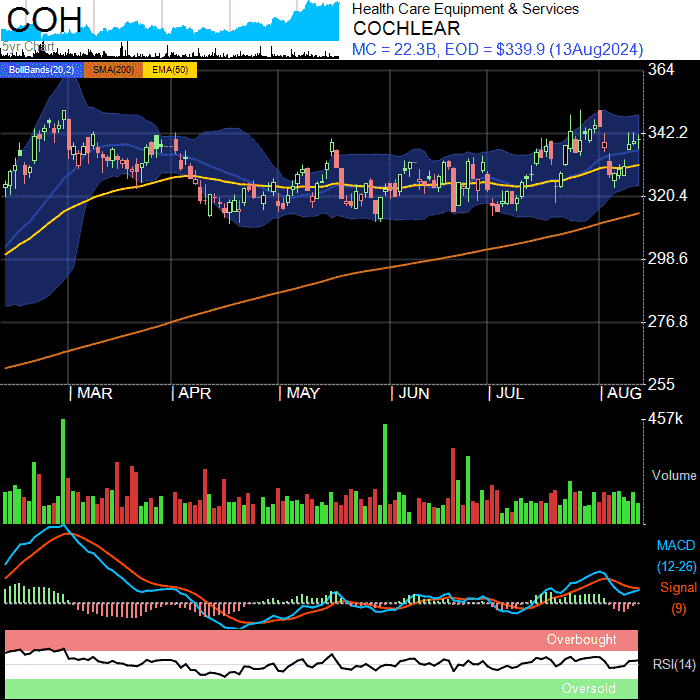 COH
5yr Chart
Health Care Equipment & Services
COCHLEAR
MC = 22.3B, EOD = $339.9 (13Aug2024)
BollBands(20,2) SMA(200) EMA(50)
364
342.2
320.4
298.6
276.8
255
| MAR | APR | MAY | JUN | JUL | AUG
457k
Volume
MACD
(12-26)
Signal
(9)
Overbought
RSI(14)
Oversold